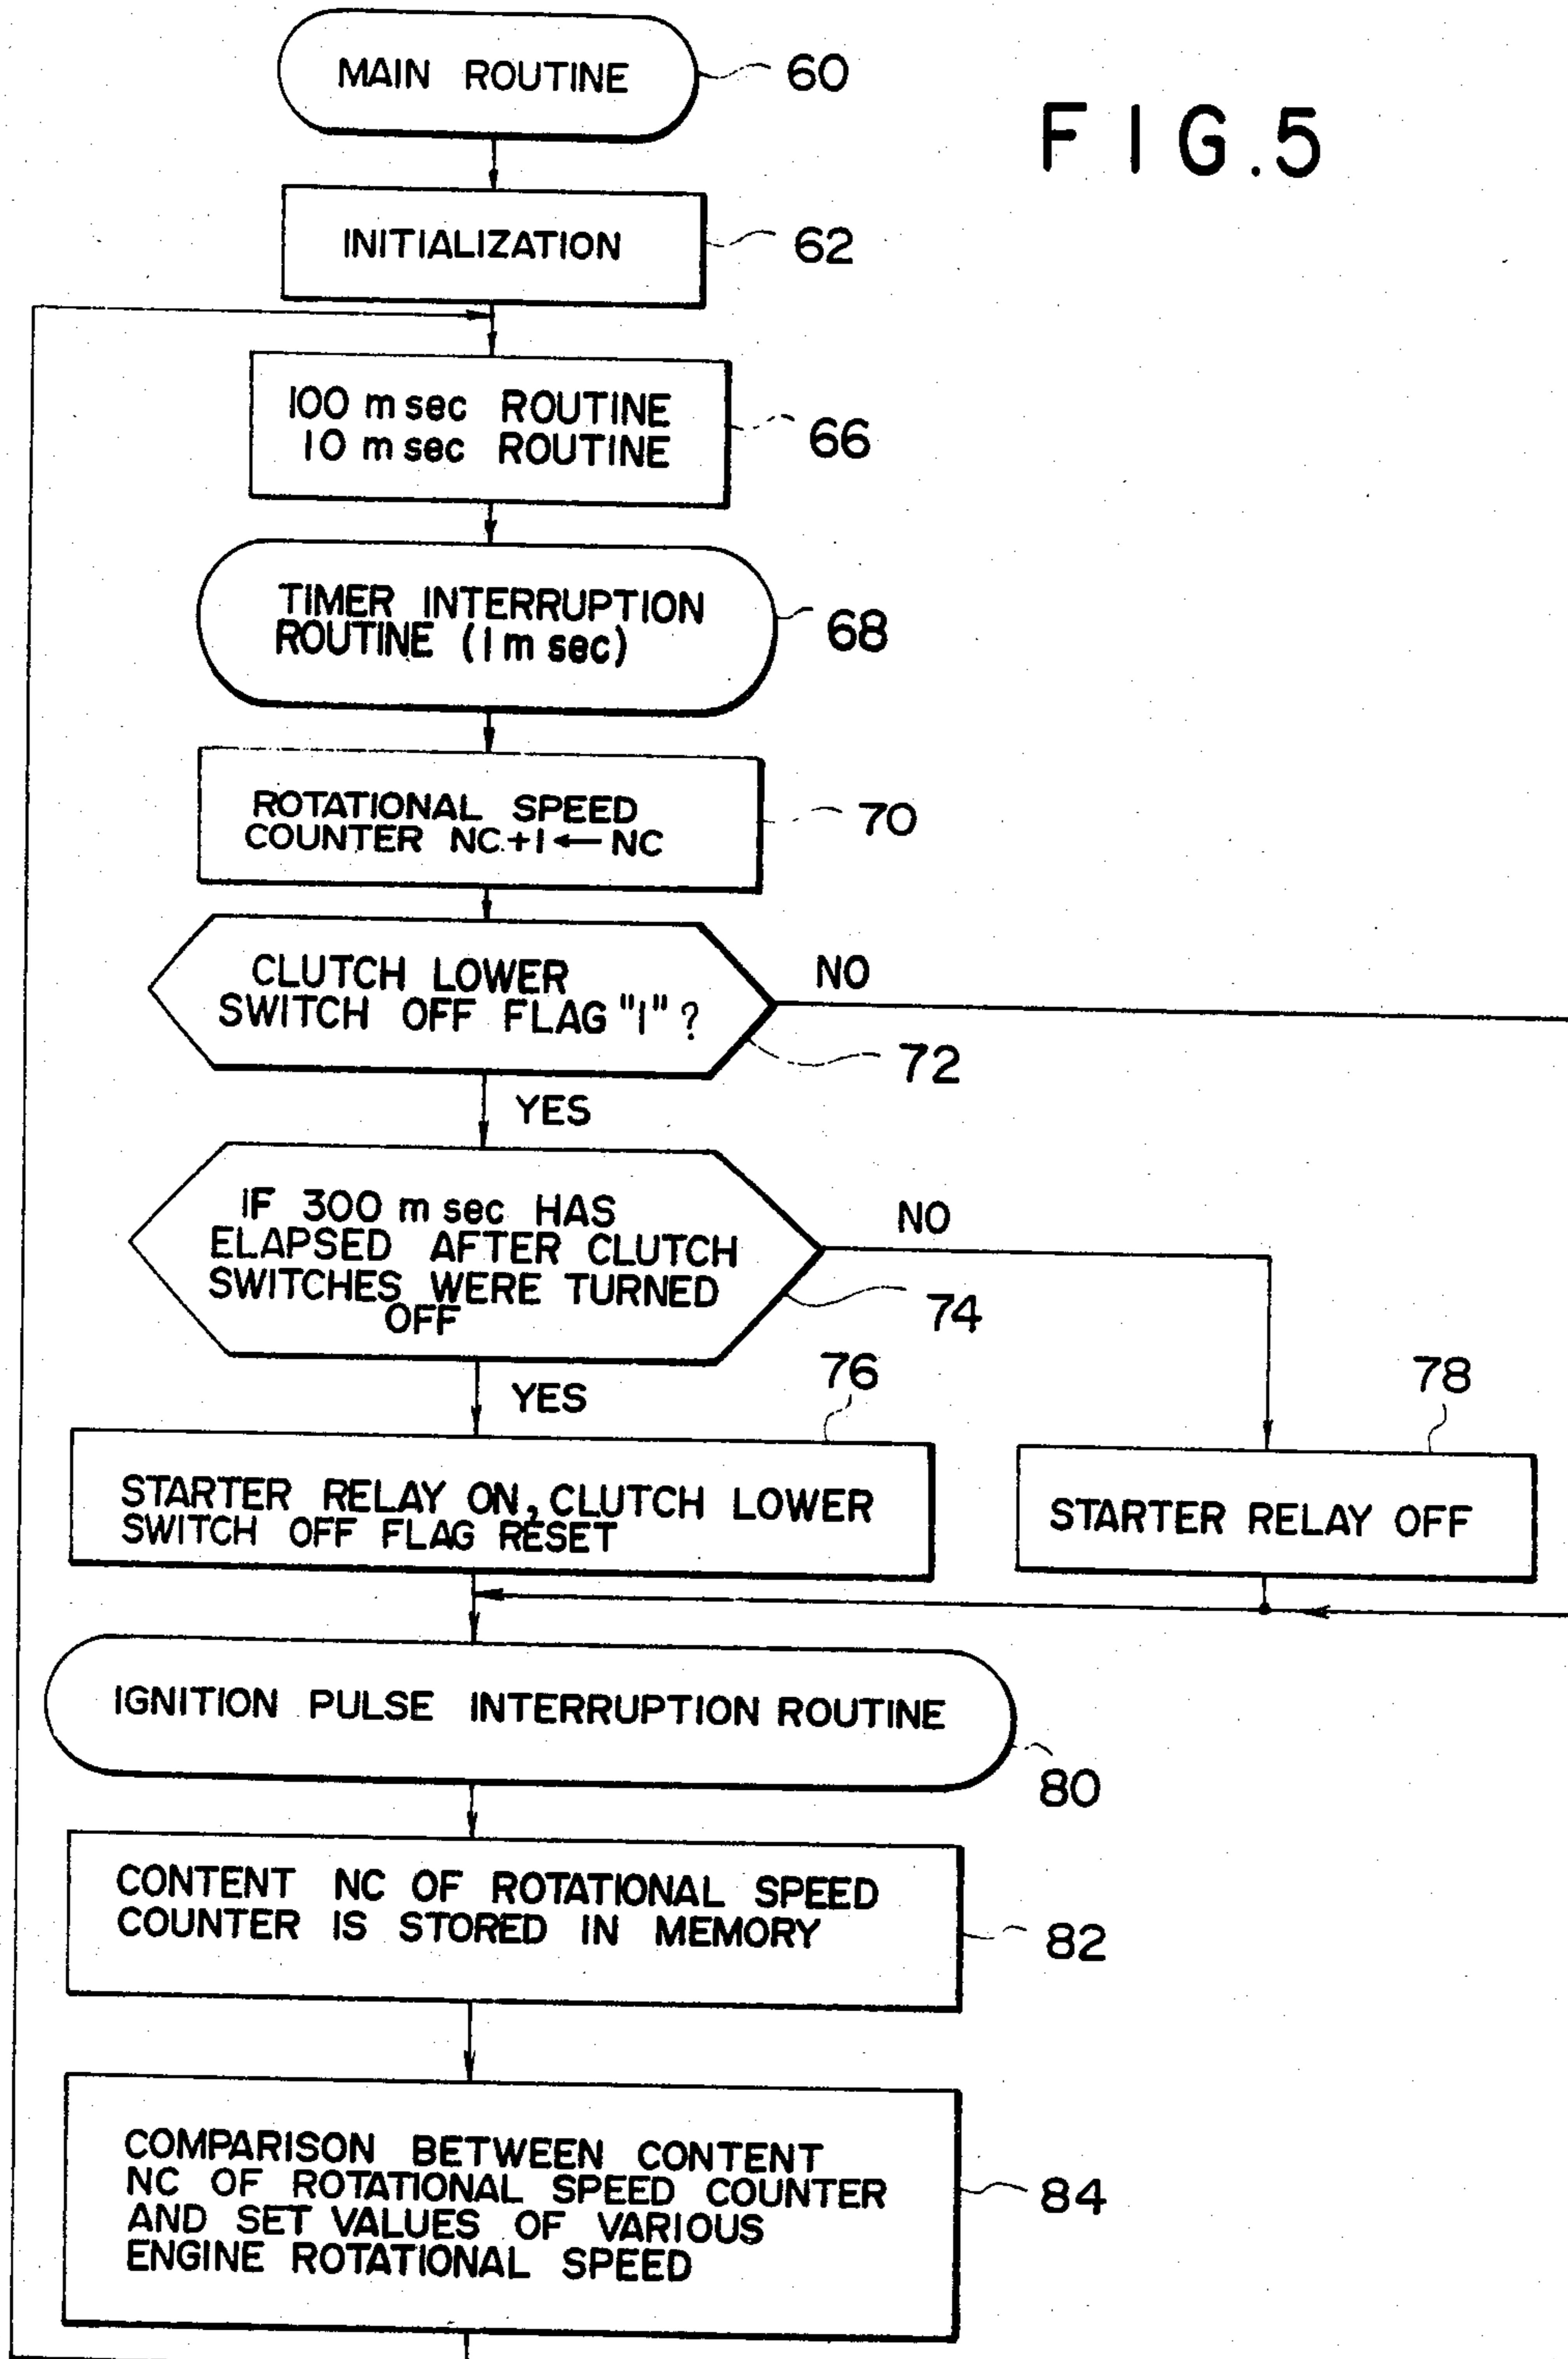 FIG.5
MAIN ROUTINE
60
INITIALIZATION
62
100 m sec ROUTINE
10 m sec ROUTINE
66
TIMER INTERRUPTION
ROUTINE (1 m sec)
68
ROTATIONAL SPEED
COUNTER NC+1 ← NC
70
CLUTCH LOWER
SWITCH OFF FLAG "1" ?
NO
72
YES
IF 300 m sec HAS
ELAPSED AFTER CLUTCH
SWITCHES WERE TURNED
OFF
NO
74
YES
76
STARTER RELAY ON, CLUTCH LOWER
SWITCH OFF FLAG RESET
78
STARTER RELAY OFF
IGNITION PULSE INTERRUPTION ROUTINE
80
CONTENT NC OF ROTATIONAL SPEED
COUNTER IS STORED IN MEMORY
82
COMPARISON BETWEEN CONTENT
NC OF ROTATIONAL SPEED COUNTER
AND SET VALUES OF VARIOUS
ENGINE ROTATIONAL SPEED
84